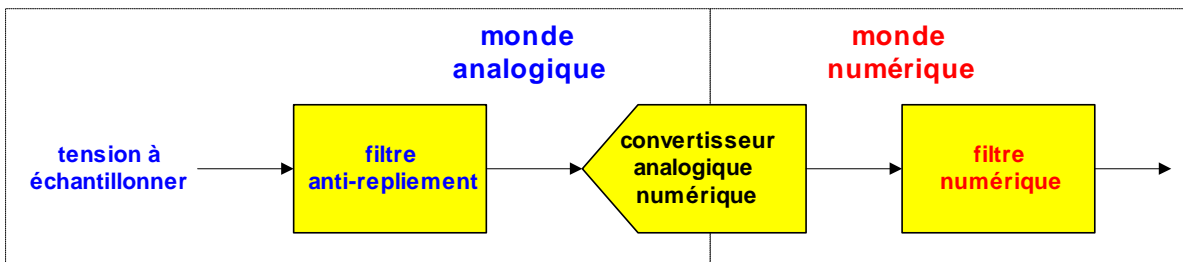 monde
analogique
monde
numérique
tension à
échantillonner
filtre
anti-repliement
convertisseur
analogique
numérique
filtre
numérique